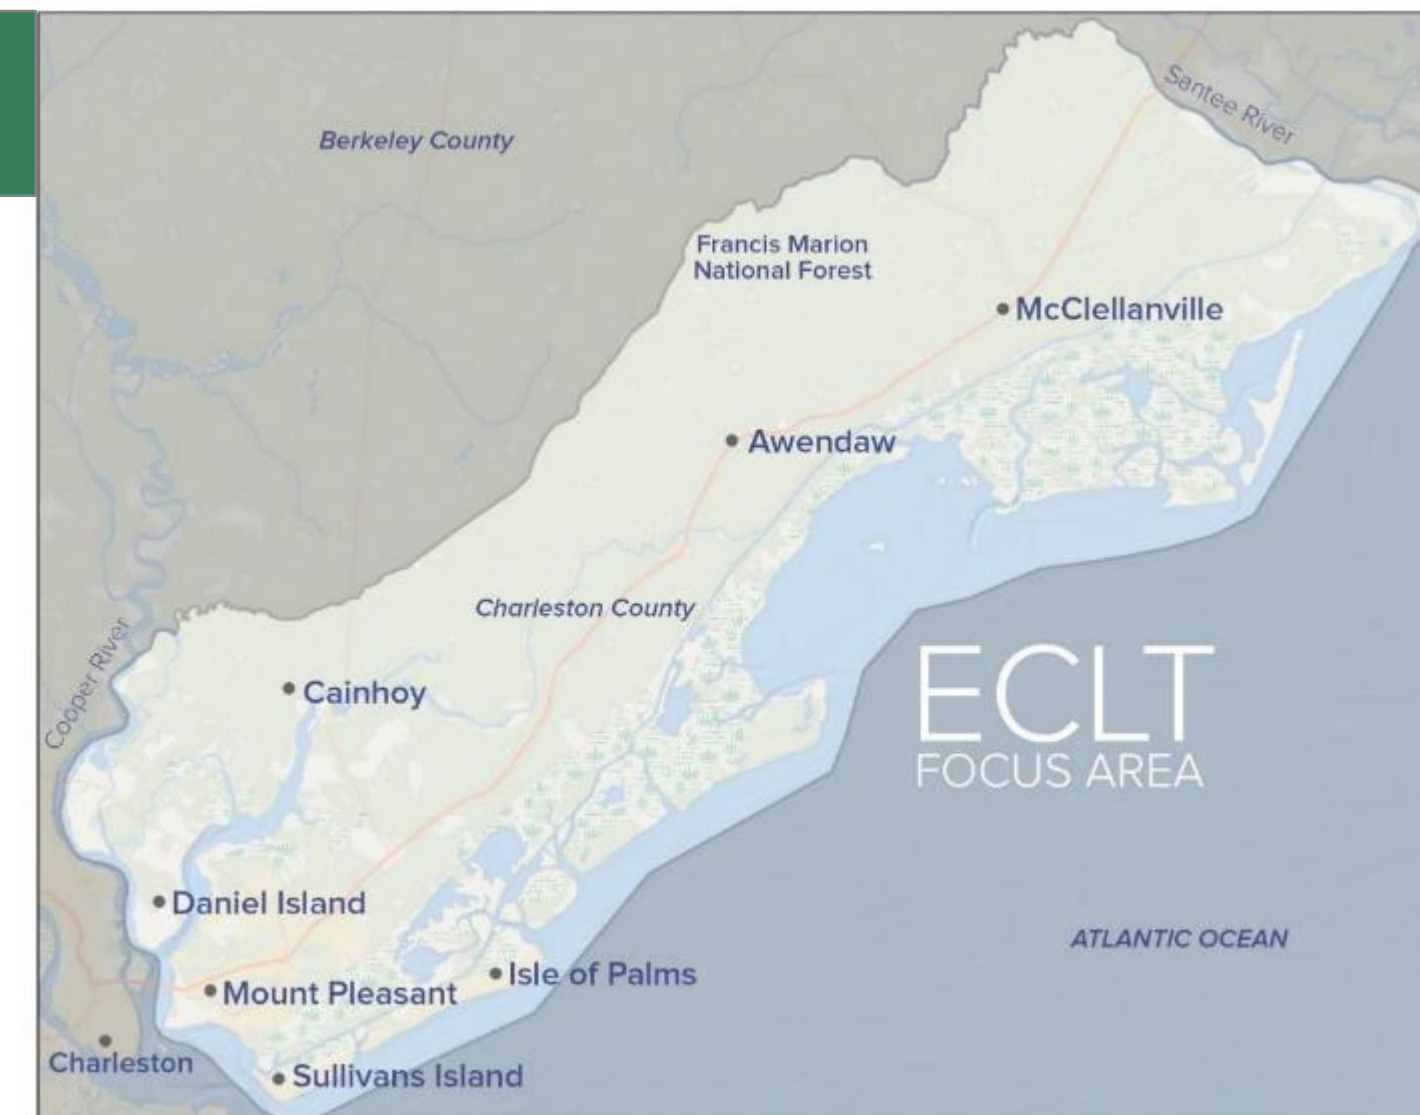 Santee River
Berkeley County
Francis Marion
National Forest
McClellanville
Awendaw
Charleston County
Cooper River
Cainhoy
ECLT
FOCUS AREA
Daniel Island
ATLANTIC OCEAN
Isle of Palms
Mount Pleasant
Charleston
Sullivans Island